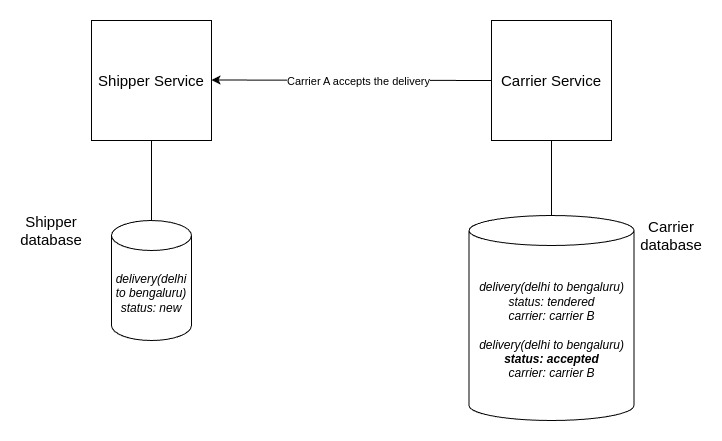 Shipper Service
Carrier A accepts the delivery
Carrier Service
Shipper
database
delivery(delhi
to bengaluru)
status: new
Carrier
database
delivery(delhi to bengaluru)
status: tendered
carrier: carrier B
delivery(delhi to bengaluru)
status: accepted
carrier: carrier B